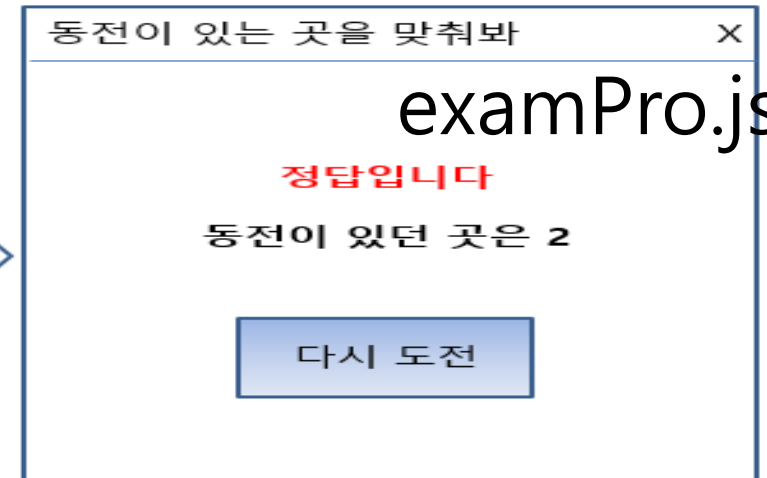 동전이 있는 곳을 맞춰봐 X
examPro.js
정답입니다
동전이 있던 곳은 2
다시 도전